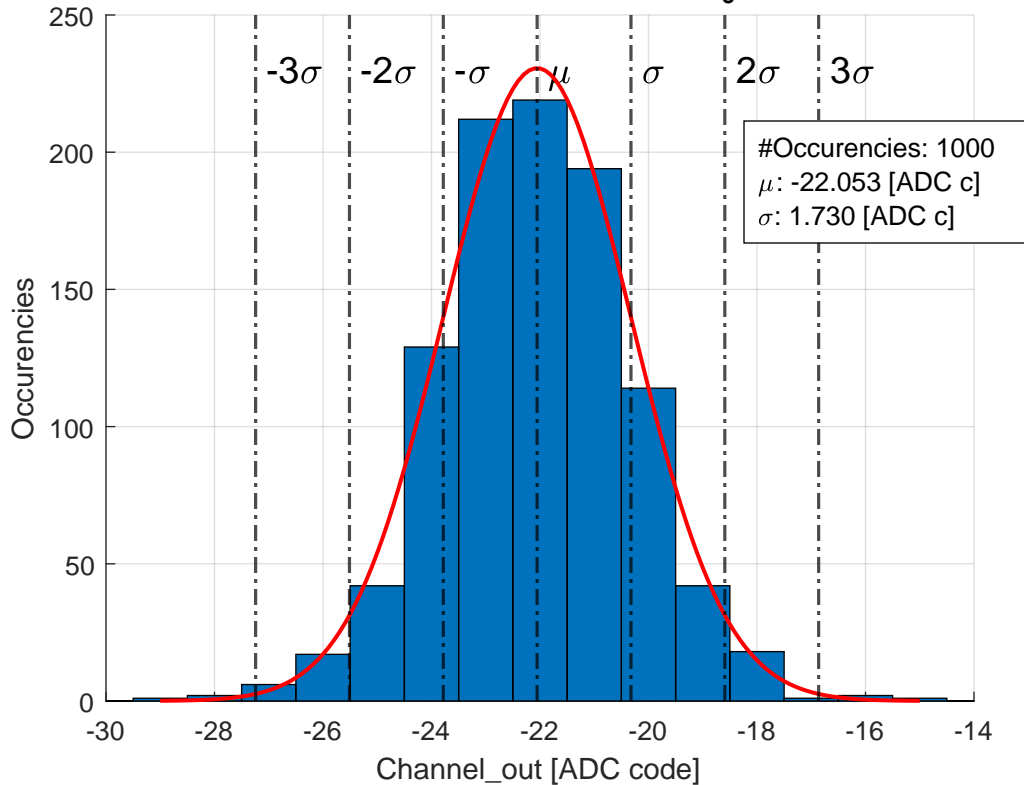 250
200
150
100
50
0
-3σ
-2σ
-σ
μ
σ
2σ
3σ
#Occurencies: 1000
μ: -22.053 [ADC c]
σ: 1.730 [ADC c]
Occurencies
-30
-28
-26
-24
-22
-20
-18
-16
-14
Channel_out [ADC code]